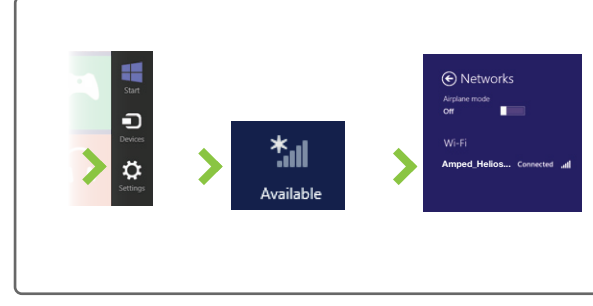 Start
Devices
Settings
Available
Networks
Airplane mode
Off
Wi-Fi
Amped_Helios... Connected